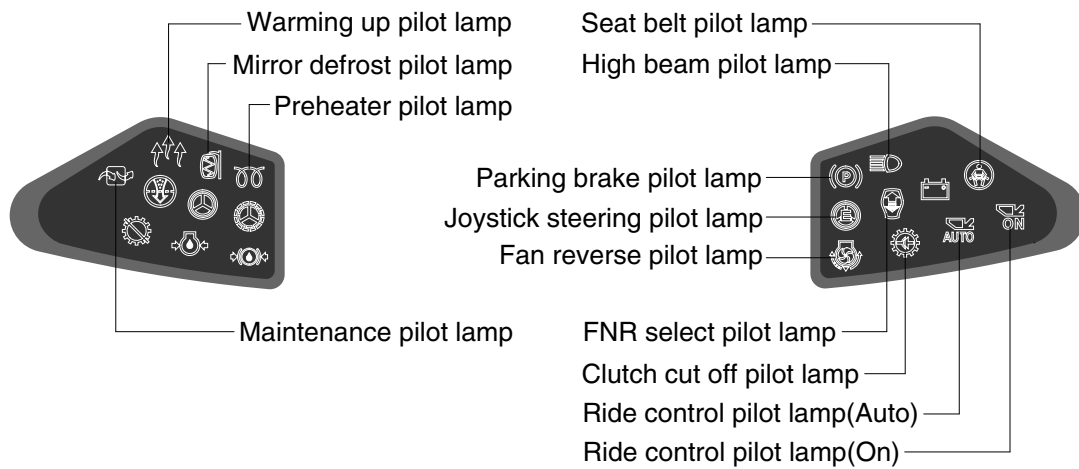 Warming up pilot lamp
Mirror defrost pilot lamp
Preheater pilot lamp
Maintenance pilot lamp
Seat belt pilot lamp
High beam pilot lamp
Parking brake pilot lamp
Joystick steering pilot lamp
Fan reverse pilot lamp
P
AUTO
ON
FNR select pilot lamp
Clutch cut off pilot lamp
Ride control pilot lamp(Auto)
Ride control pilot lamp(On)